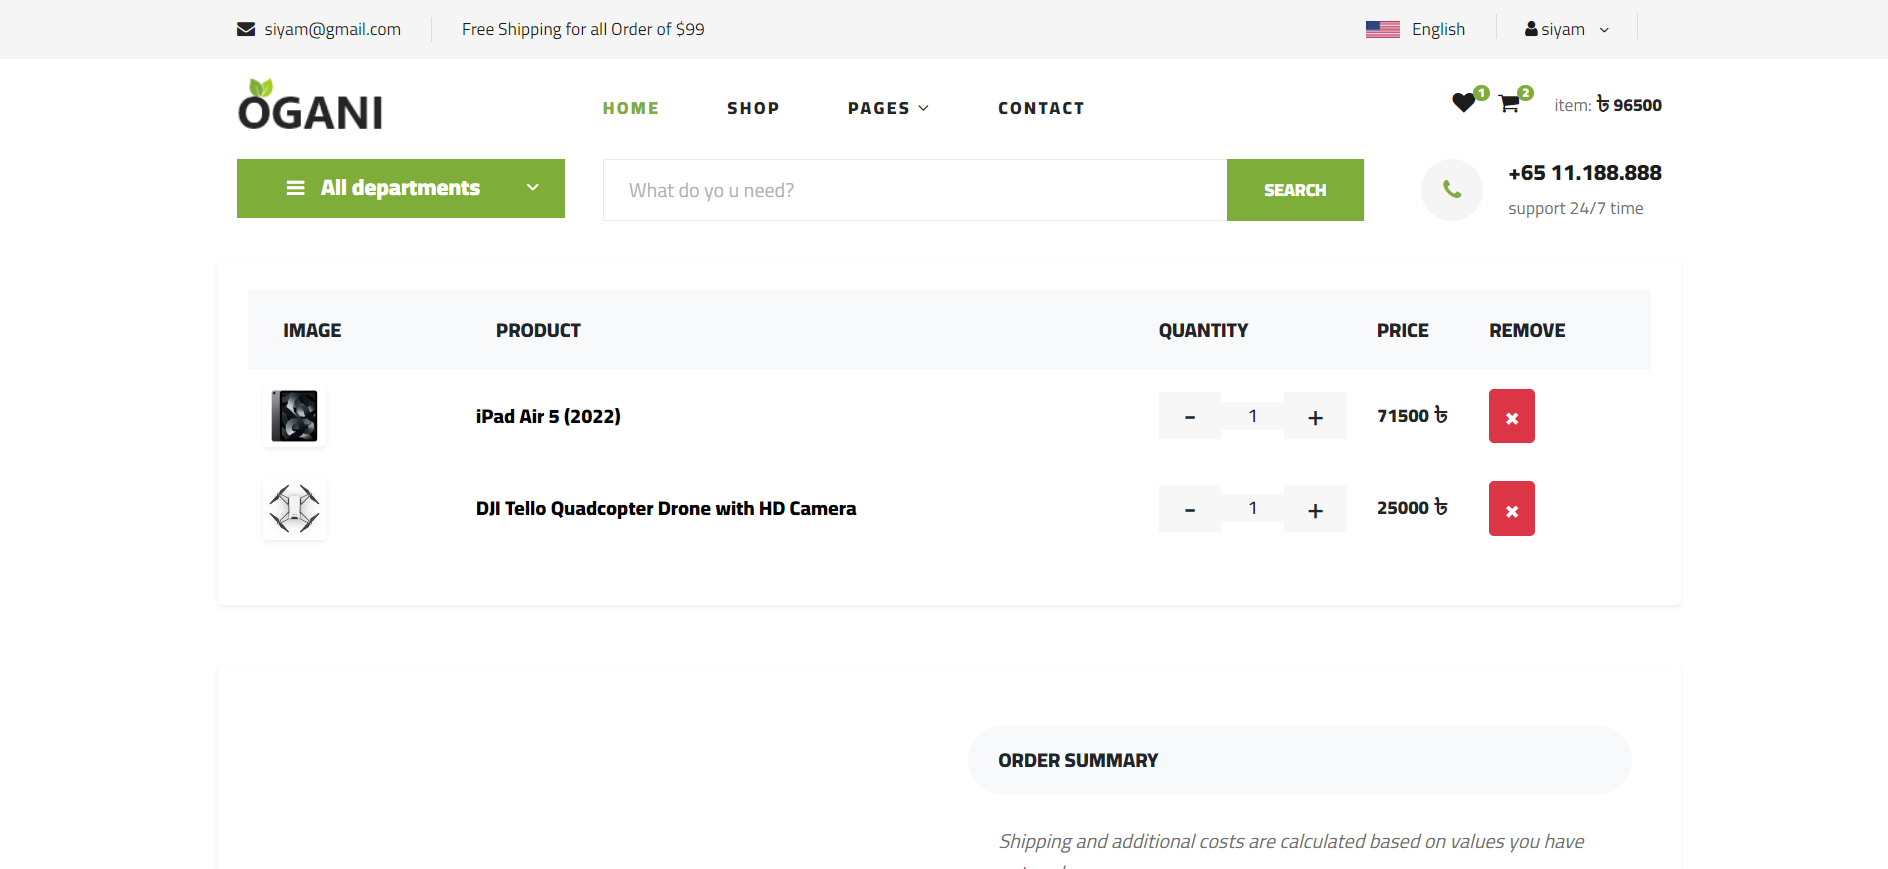 siyam@gmail.com Free Shipping for all Order of $99 English siyam
OGANI HOME SHOP PAGES CONTACT 1 2 item: ৳ 96500
All departments What do yo u need? SEARCH +65 11.188.888
support 24/7 time
IMAGE PRODUCT QUANTITY PRICE REMOVE
iPad Air 5 (2022) - 1 + 71500 ৳
DJI Tello Quadcopter Drone with HD Camera - 1 + 25000 ৳
ORDER SUMMARY
Shipping and additional costs are calculated based on values you have